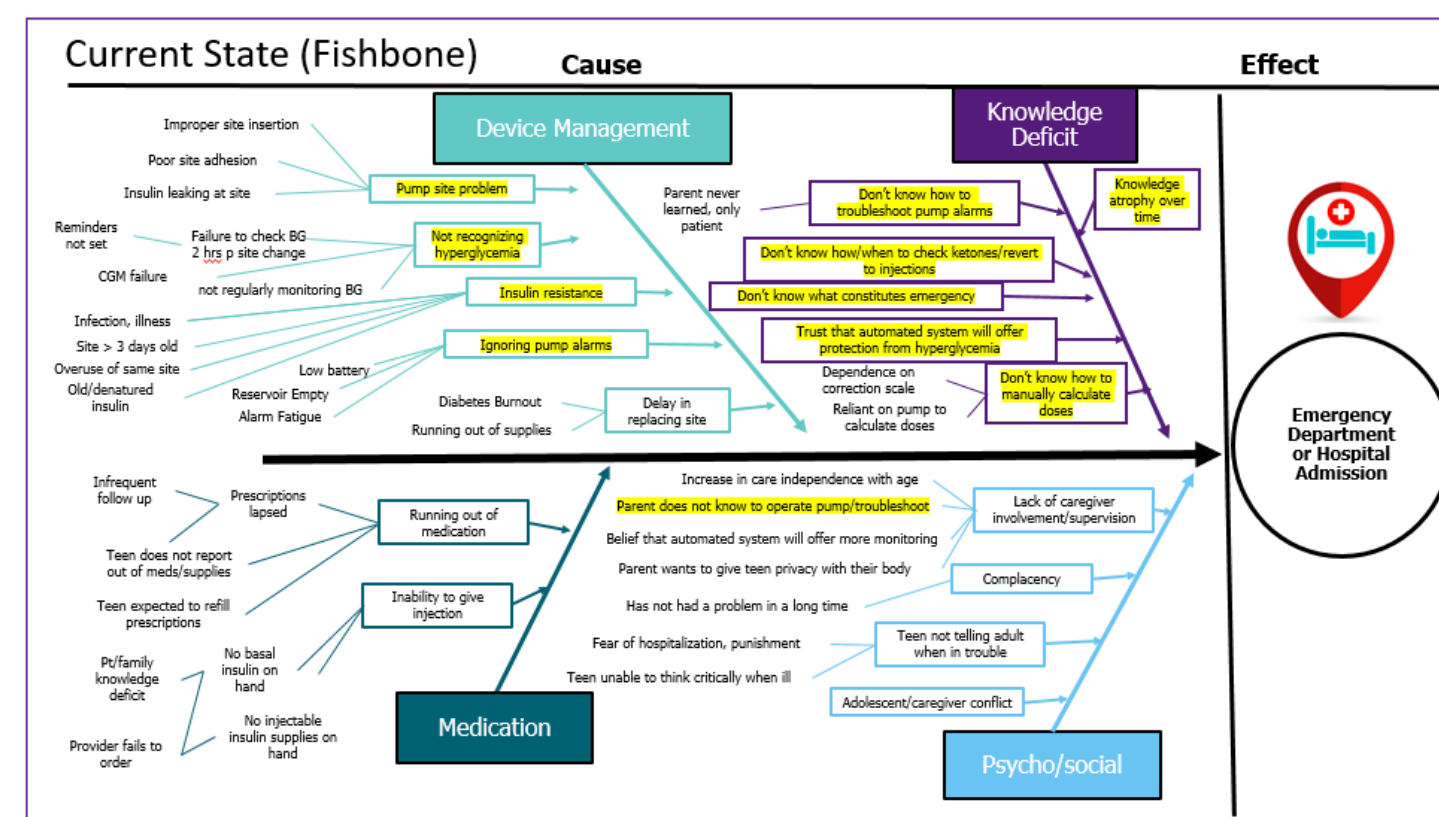 Current State (Fishbone)
Cause
Effect
Device Management
Improper site insertion
Poor site adhesion
Insulin leaking at site
Pump site problem
Reminders
not set
Failure to check BG
2 hrs p site change
CGM failure
not regularly monitoring BG
Not recognizing
hyperglycemia
Infection, illness
Site > 3 days old
Overuse of same site
Old/denatured
insulin
Insulin resistance
Low battery
Reservoir Empty
Alarm Fatigue
Ignoring pump alarms
Diabetes Burnout
Running out of supplies
Delay in
replacing site
Knowledge
Deficit
Parent never
learned, only
patient
Don't know how to
troubleshoot pump alarms
Knowledge
atrophy over
time
Don't know how/when to check ketones/revert
to injections
Don't know what constitutes emergency
Trust that automated system will offer
protection from hyperglycemia
Dependence on
correction scale
Reliant on pump to
calculate doses
Don't know how to
manually calculate
doses
Emergency
Department
or Hospital
Admission
Infrequent
follow up
Prescriptions
lapsed
Teen does not report
out of meds/supplies
Teen expected to refill
prescriptions
Running out of
medication
Inability to give
injection
Pt/family
knowledge
deficit
No basal
insulin on
hand
Provider fails to
order
No injectable
insulin supplies on
hand
Medication
Increase in care independence with age
Parent does not know to operate pump/troubleshoot
Belief that automated system will offer more monitoring
Parent wants to give teen privacy with their body
Lack of caregiver
involvement/supervision
Has not had a problem in a long time
Complacency
Fear of hospitalization, punishment
Teen unable to think critically when ill
Teen not telling adult
when in trouble
Adolescent/caregiver conflict
Psycho/social